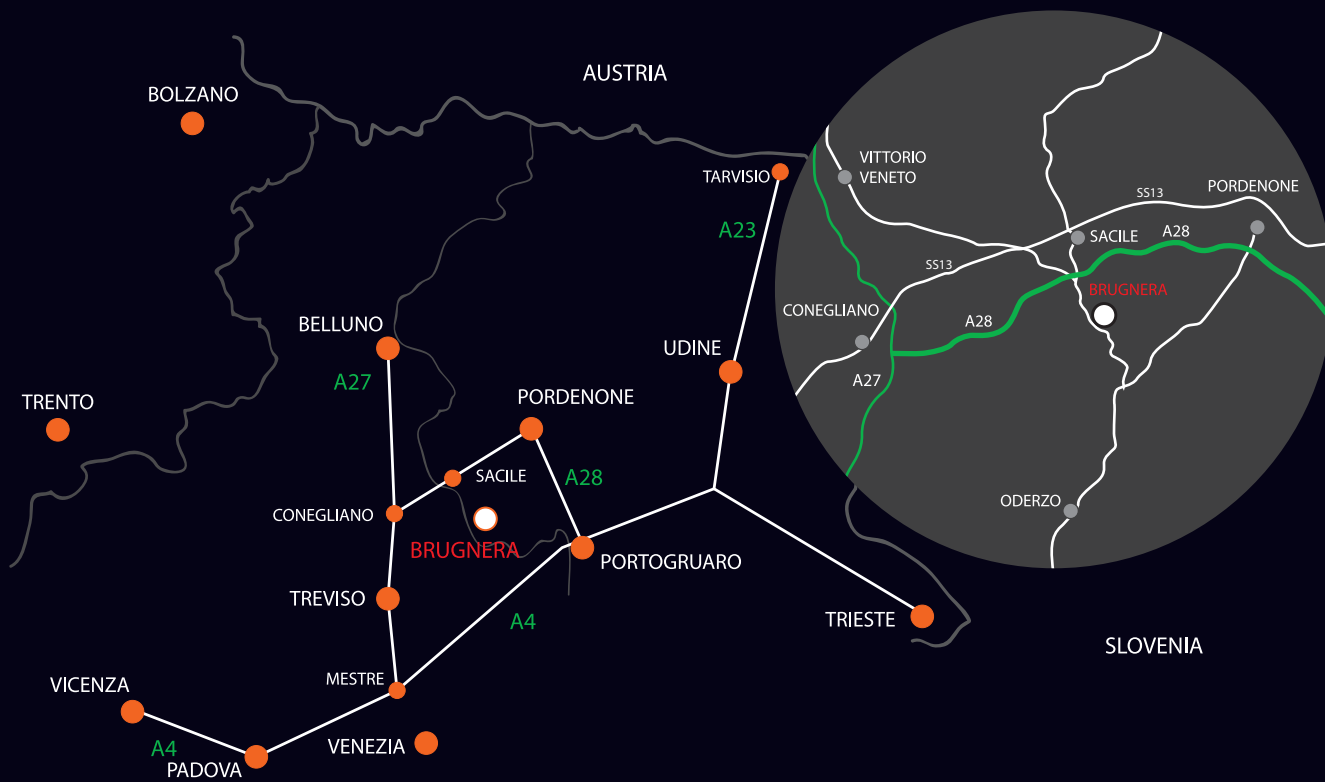 AUSTRIA
BOLZANO
TARVISIO
A23
BELLUNO
A27
UDINE
TRENTO
PORDENONE
SACILE
A28
CONEGLIANO
BRUGNERA
PORTOGRUARO
TREVISO
A4
TRIESTE
SLOVENIA
MESTRE
VICENZA
VENEZIA
A4
PADOVA
VITTORIO
VENETO
SS13
PORDENONE
SACILE
A28
SS13
BRUGNERA
CONEGLIANO
A28
A27
ODERZO